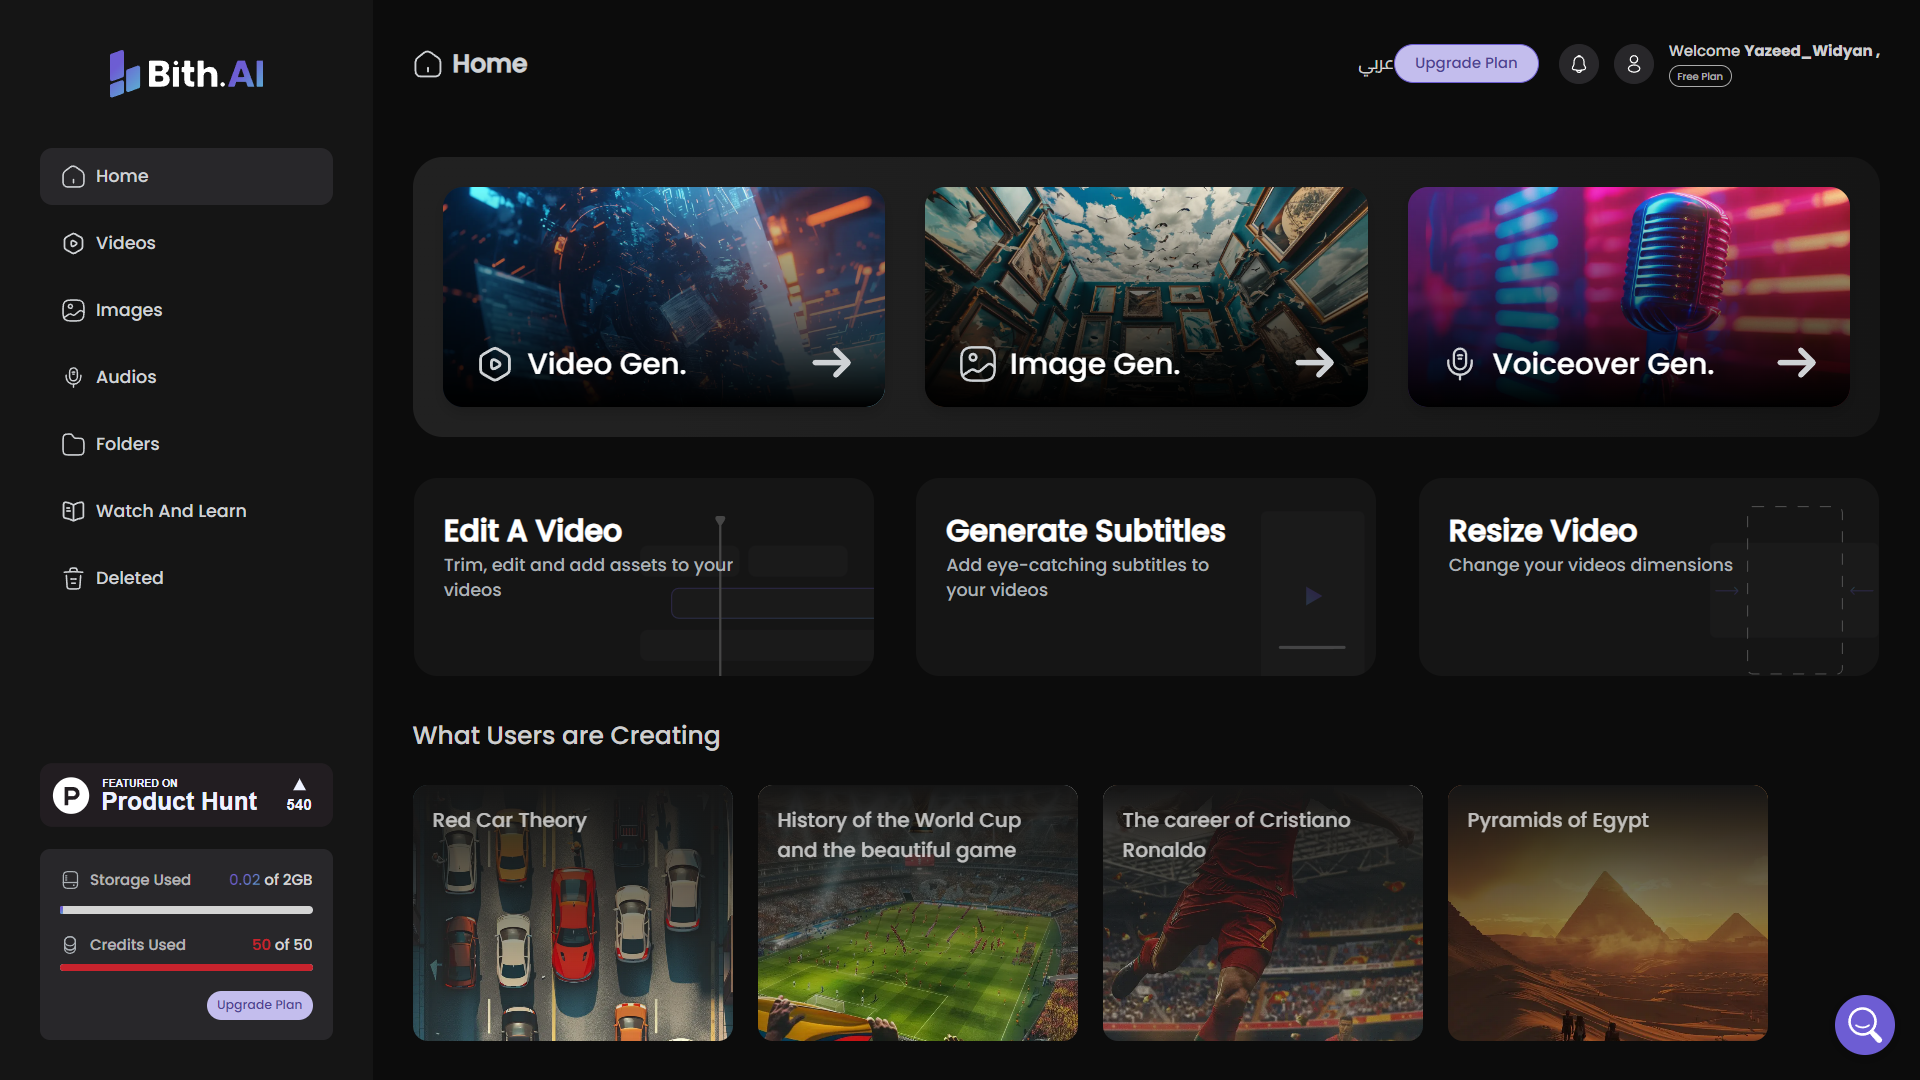 Bith.AI
Home
Videos
Images
Audios
Folders
Watch And Learn
Deleted
FEATURED ON
Product Hunt
540
Storage Used 0.02 of 2GB
Credits Used 50 of 50
Upgrade Plan
Home
عربي
Upgrade Plan
Welcome Yazeed_Widyan ,
Free Plan
Video Gen.
Image Gen.
Voiceover Gen.
Edit A Video
Trim, edit and add assets to your
videos
Generate Subtitles
Add eye-catching subtitles to
your videos
Resize Video
Change your videos dimensions
What Users are Creating
Red Car Theory
History of the World Cup
and the beautiful game
The career of Cristiano
Ronaldo
Pyramids of Egypt